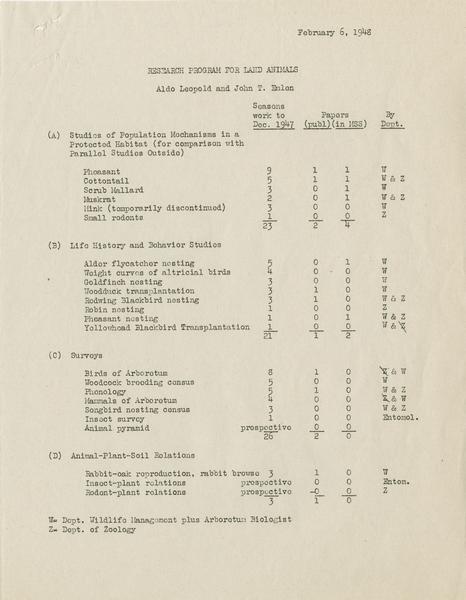 February 6, 1948
RESEARCH PROGRAM FOR LAND ANIMALS
Aldo Leopold and John T. Emlen
Seasons
work to Papers By
Dec. 1947 (publ)(in MSS) Dept.
(A) Studies of Population Mechanisms in a
Protected Habitat (for comparison with
Parallel Studies Outside)
Pheasant 9 1 1 W
Cottontail 5 1 1 W & Z
Scrub Mallard 3 0 1 W
Muskrat 2 0 1 W & Z
Mink (temporarily discontinued) 3 0 0 W
Small rodents 1 0 0 Z
23 2 4
(B) Life History and Behavior Studies
Alder flycatcher nesting 5 0 1 W
Weight curves of altricial birds 4 0 0 W
Goldfinch nesting 3 0 0 W
Woodduck transplantation 3 1 0 W
Redwing Blackbird nesting 3 1 0 W & Z
Robin nesting 1 0 0 Z
Pheasant nesting 1 0 1 W & Z
Yellowhead Blackbird Transplantation 1 0 0 W & Z
21 1 2
(C) Surveys
Birds of Arboretum 8 1 0 & W
Woodcock brooding census 5 0 0 W
Phenology 5 1 0 W & Z
Mammals of Arboretum 4 0 0 & W
Songbird nesting census 3 0 0 W & Z
Insect survey 1 0 0 Entomol.
Animal pyramid prospective 0 0
26 2 0
(D) Animal-Plant-Soil Relations
Rabbit-oak reproduction, rabbit browse 3 1 0 W
Insect-plant relations prospective 0 0 Entom.
Rodent-plant relations prospective 0 0 Z
3 1 0
W= Dept. Wildlife Management plus Arboretum Biologist
Z= Dept. of Zoology